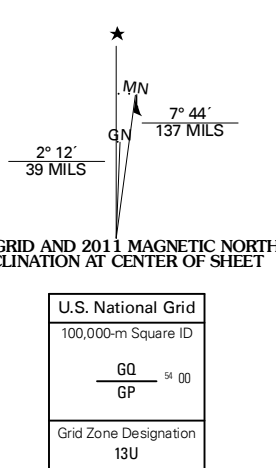 ★
MN
7° 44´
137 MILS
GN
2° 12´
39 MILS
GRID AND 2011 MAGNETIC NORTH
CLINATION AT CENTER OF SHEET
U.S. National Grid
100,000-m Square ID
GQ
54 00
GP
Grid Zone Designation
13U